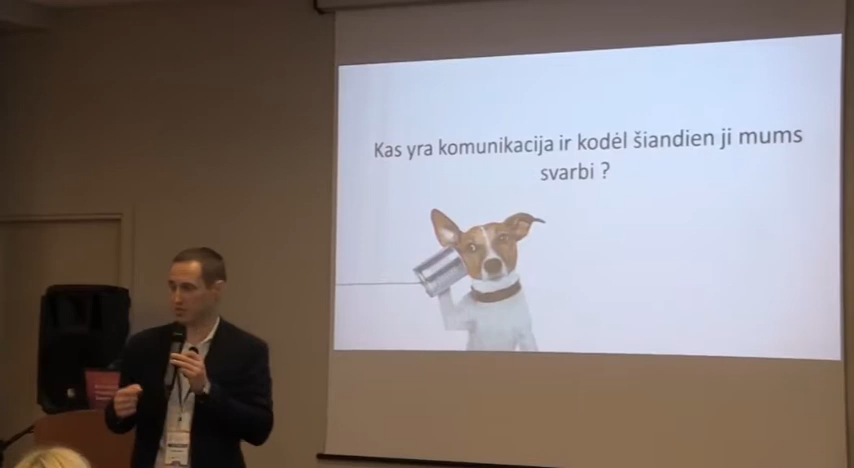 Kas yra komunikacija ir kodėl šiandien ji mums
svarbi ?